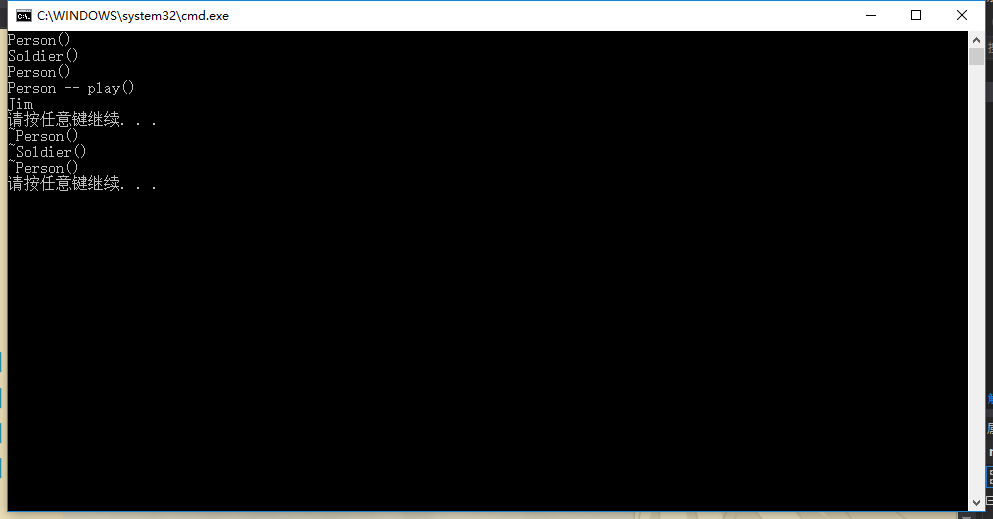 C:\WINDOWS\system32\cmd.exe
Person()
Soldier()
Person()
Person -- play()
Jim
请按任意键继续. . .
~Person()
~Soldier()
~Person()
请按任意键继续. . .